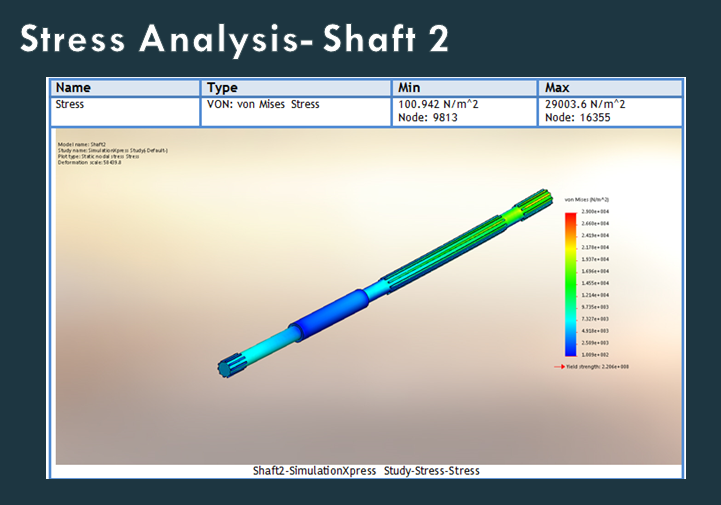 Stress Analysis- Shaft 2
Name Type Min Max
Stress VON: von Mises Stress 100.942 N/m^2 29003.6 N/m^2
Node: 9813 Node: 16355
Model name: Shaft2
Study name: SimulationXpress Study(-Default-)
Plot type: Static nodal stress Stress
Deformation scale: 58439.8
von Mises (N/m^2)
2.900e+004
2.660e+004
2.419e+004
2.178e+004
1.937e+004
1.696e+004
1.455e+004
1.214e+004
9.735e+003
7.327e+003
4.918e+003
2.509e+003
1.009e+002
Yield strength: 2.206e+008
Shaft2-SimulationXpress Study-Stress-Stress